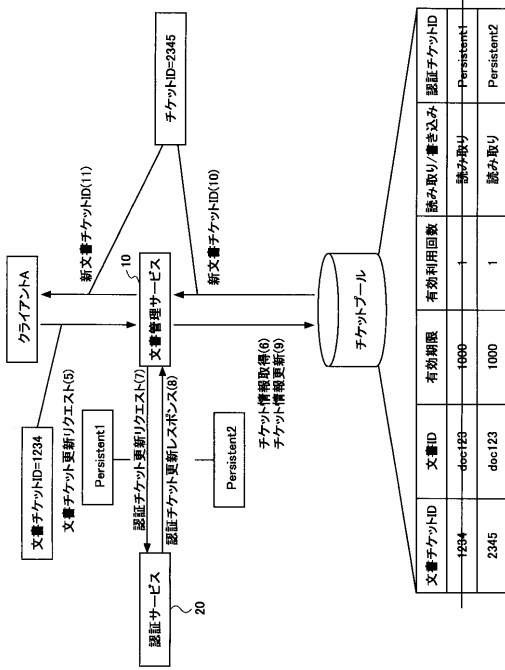 クライアントA
文書チケットID=1234
文書チケット更新リクエスト(5)
新文書チケットID(11)
チケットID=2345
Persistent1
認証チケット更新リクエスト(7)
10
文書管理サービス
認証サービス
20
認証チケット更新レスポンス(8)
Persistent2
チケット情報取得(6)
チケット情報更新(9)
新文書チケットID(10)
チケットプール
文書チケットID 文書ID 有効期限 有効利用回数 読み取り/書き込み 認証チケットID
1234 doc123 1000 1 読み取り Persistent1
2345 doc123 1000 1 読み取り Persistent2